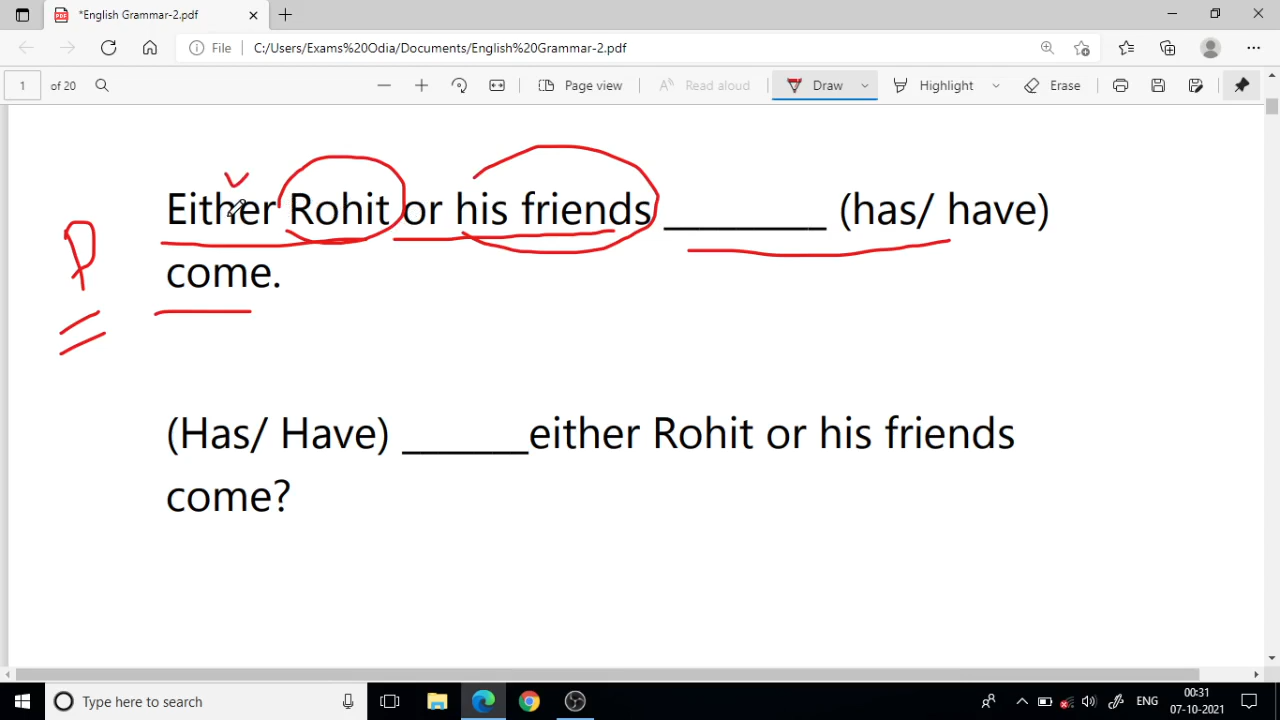 *English Grammar-2.pdf
File C:/Users/Exams%20Odia/Documents/English%20Grammar-2.pdf
1 of 20 Page view Read aloud Draw Highlight Erase
Either Rohit or his friends ________ (has/ have)
come.
P
(Has/ Have) ______either Rohit or his friends
come?
Type here to search ENG 00:31
07-10-2021